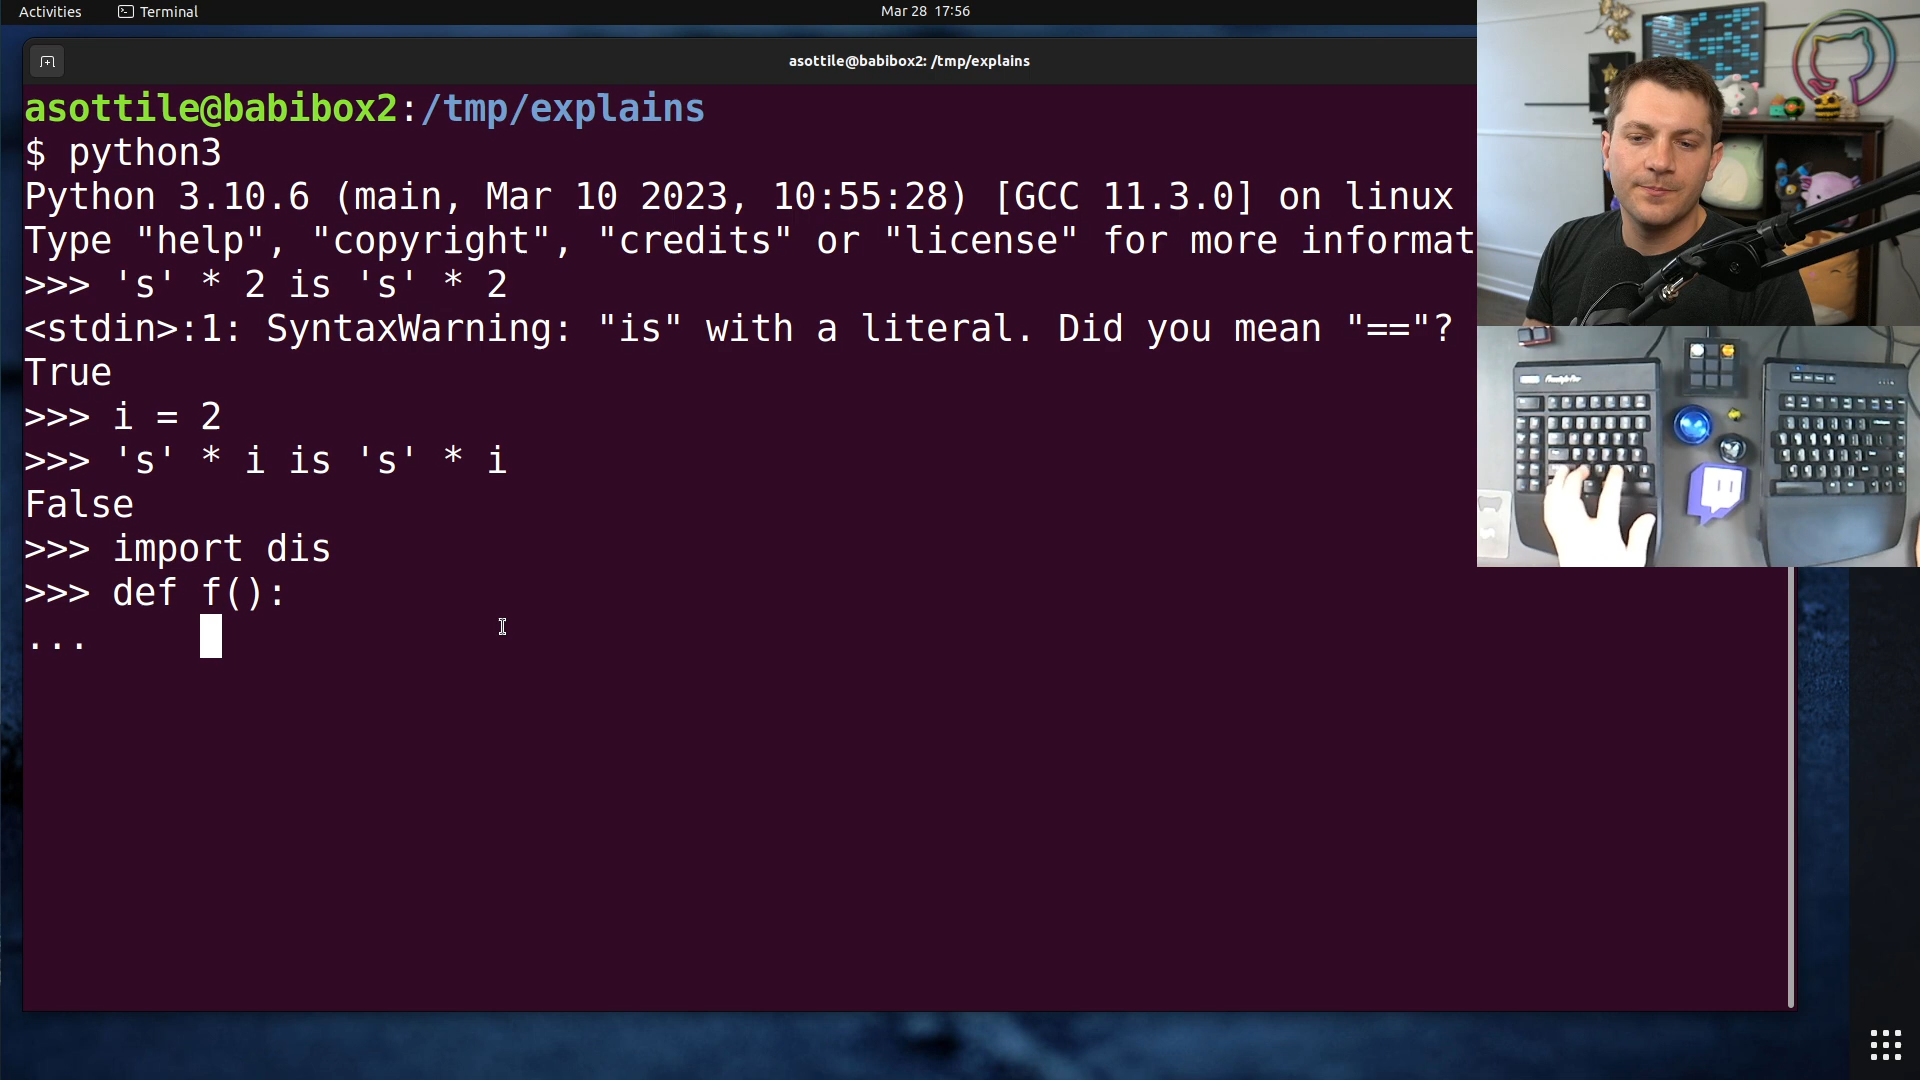 Activities
Terminal
Mar 28 17:56
asottile@babibox2: /tmp/explains
asottile@babibox2:/tmp/explains
$ python3
Python 3.10.6 (main, Mar 10 2023, 10:55:28) [GCC 11.3.0] on linux
Type "help", "copyright", "credits" or "license" for more informat
>>> 's' * 2 is 's' * 2
<stdin>:1: SyntaxWarning: "is" with a literal. Did you mean "=="?
True
>>> i = 2
>>> 's' * i is 's' * i
False
>>> import dis
>>> def f():
...